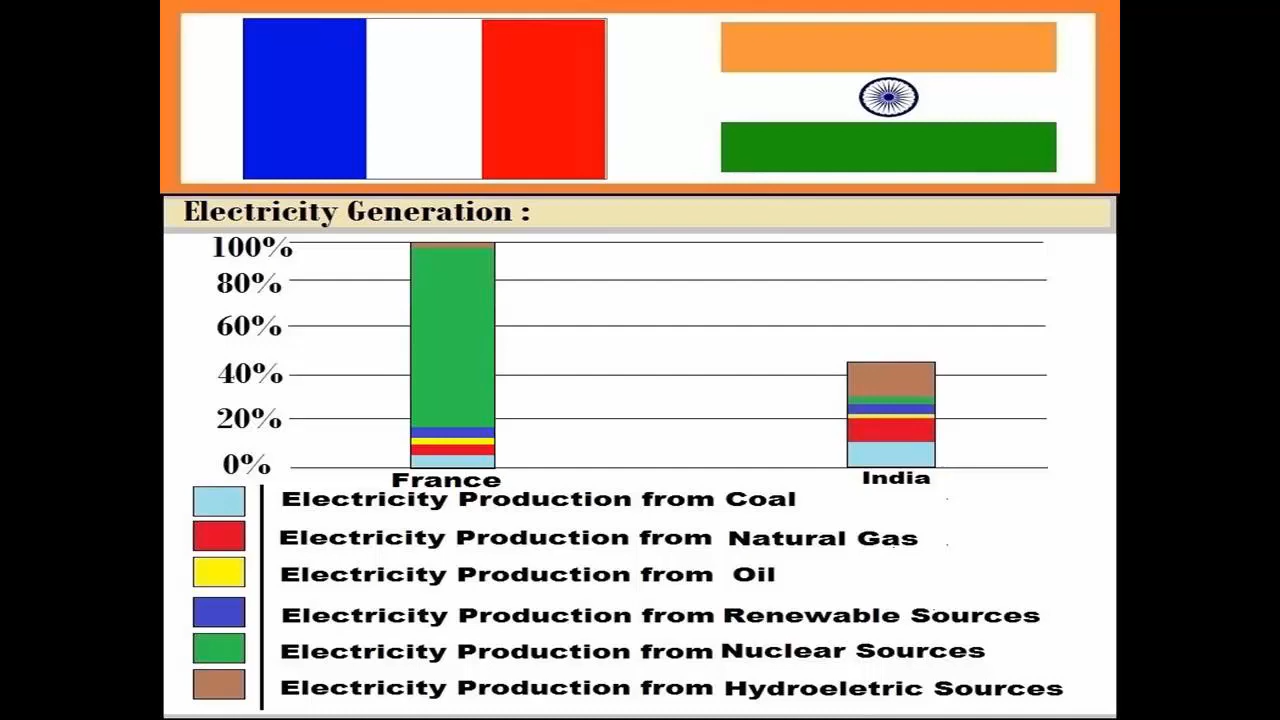 Electricity Generation :
100%
80%
60%
40%
20%
0%
France
India
Electricity Production from Coal
Electricity Production from Natural Gas
Electricity Production from Oil
Electricity Production from Renewable Sources
Electricity Production from Nuclear Sources
Electricity Production from Hydroeletric Sources